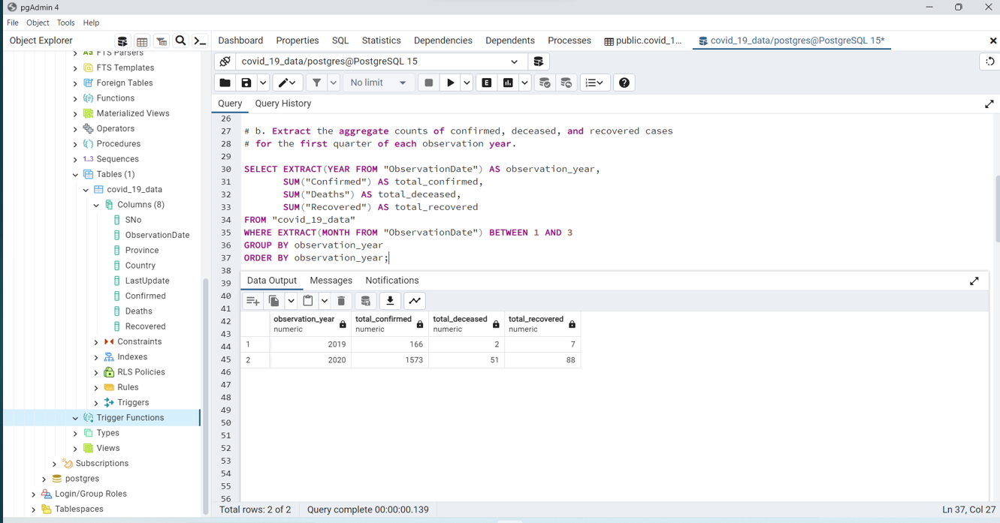 pgAdmin 4
File Object Tools Help
Object Explorer
Dashboard Properties SQL Statistics Dependencies Dependents Processes public.covid_1... covid_19_data/postgres@PostgreSQL 15*
FTS Parsers
FTS Templates
Foreign Tables
Functions
Materialized Views
Operators
Procedures
1..3 Sequences
Tables (1)
covid_19_data
Columns (8)
SNo
ObservationDate
Province
Country
LastUpdate
Confirmed
Deaths
Recovered
Constraints
Indexes
RLS Policies
Rules
Triggers
Trigger Functions
Types
Views
Subscriptions
postgres
Login/Group Roles
Tablespaces
covid_19_data/postgres@PostgreSQL 15
No limit
E
Query Query History
26
27 # b. Extract the aggregate counts of confirmed, deceased, and recovered cases
28 # for the first quarter of each observation year.
29
30 SELECT EXTRACT(YEAR FROM "ObservationDate") AS observation_year,
31 SUM("Confirmed") AS total_confirmed,
32 SUM("Deaths") AS total_deceased,
33 SUM("Recovered") AS total_recovered
34 FROM "covid_19_data"
35 WHERE EXTRACT(MONTH FROM "ObservationDate") BETWEEN 1 AND 3
36 GROUP BY observation_year
37 ORDER BY observation_year;
38
39
40
41
42
43
44
45
46
47
48
49
50
51
52
53
54
55
56
Data Output Messages Notifications
observation_year total_confirmed total_deceased total_recovered
numeric numeric numeric numeric
1 2019 166 2 7
2 2020 1573 51 88
Total rows: 2 of 2 Query complete 00:00:00.139 Ln 37, Col 27